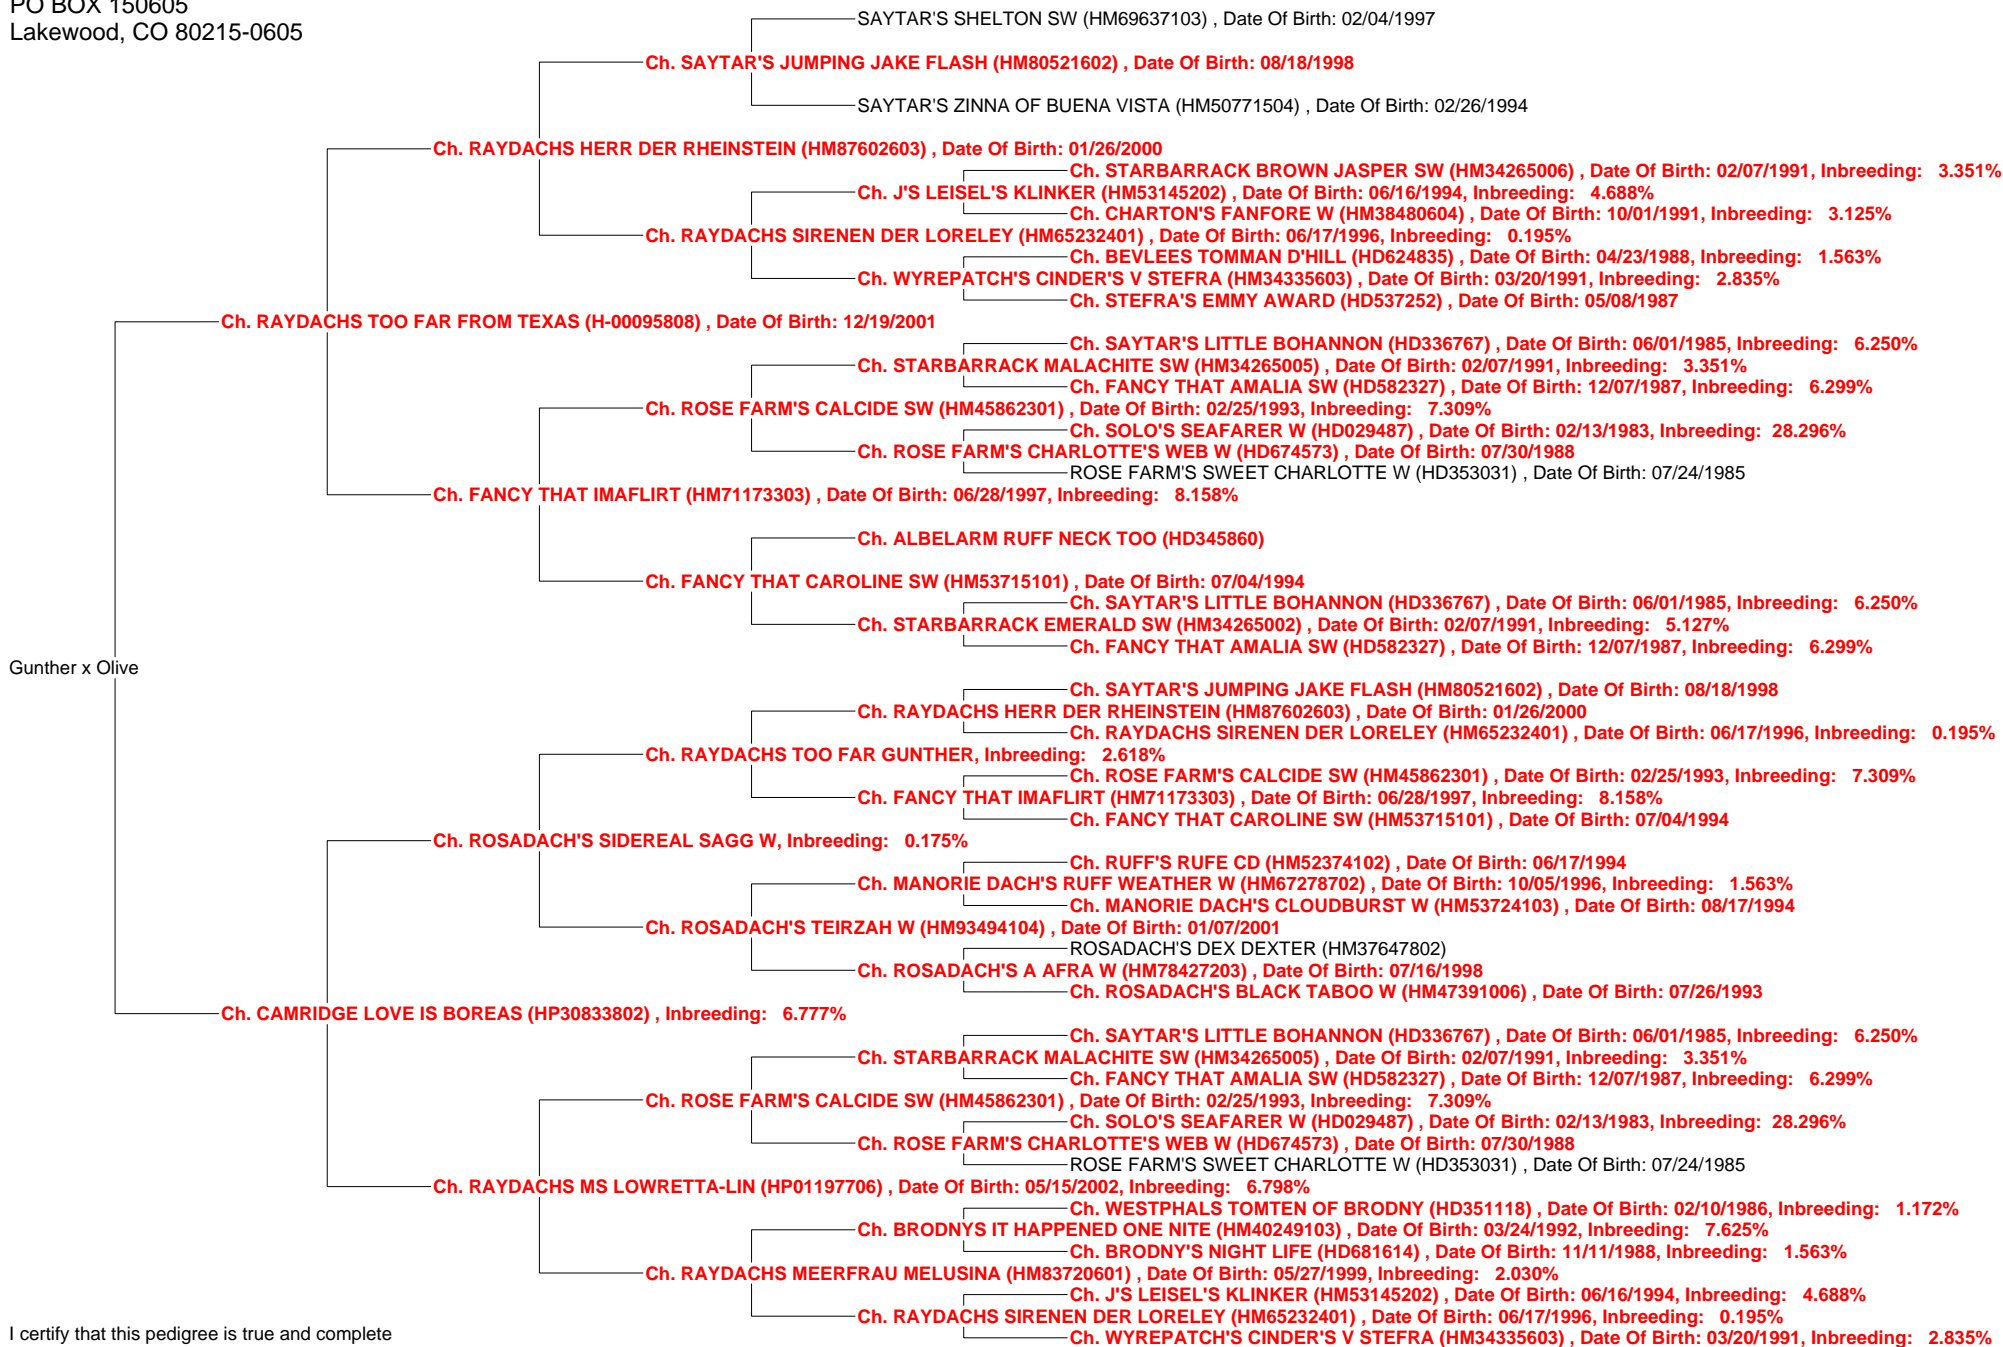 PO BOX 150605
Lakewood, CO 80215-0605
SAYTAR'S SHELTON SW (HM69637103) , Date Of Birth: 02/04/1997
Ch. SAYTAR'S JUMPING JAKE FLASH (HM80521602) , Date Of Birth: 08/18/1998
SAYTAR'S ZINNA OF BUENA VISTA (HM50771504) , Date Of Birth: 02/26/1994
Ch. RAYDACHS HERR DER RHEINSTEIN (HM87602603) , Date Of Birth: 01/26/2000
Ch. STARBARRACK BROWN JASPER SW (HM34265006) , Date Of Birth: 02/07/1991, Inbreeding: 3.351%
Ch. J'S LEISEL'S KLINKER (HM53145202) , Date Of Birth: 06/16/1994, Inbreeding: 4.688%
Ch. CHARTON'S FANFORE W (HM38480604) , Date Of Birth: 10/01/1991, Inbreeding: 3.125%
Ch. RAYDACHS SIRENEN DER LORELEY (HM65232401) , Date Of Birth: 06/17/1996, Inbreeding: 0.195%
Ch. BEVLEES TOMMAN D'HILL (HD624835) , Date Of Birth: 04/23/1988, Inbreeding: 1.563%
Ch. WYREPATCH'S CINDER'S V STEFRA (HM34335603) , Date Of Birth: 03/20/1991, Inbreeding: 2.835%
Ch. STEFRA'S EMMY AWARD (HD537252) , Date Of Birth: 05/08/1987
Ch. RAYDACHS TOO FAR FROM TEXAS (H-00095808) , Date Of Birth: 12/19/2001
Ch. SAYTAR'S LITTLE BOHANNON (HD336767) , Date Of Birth: 06/01/1985, Inbreeding: 6.250%
Ch. STARBARRACK MALACHITE SW (HM34265005) , Date Of Birth: 02/07/1991, Inbreeding: 3.351%
Ch. FANCY THAT AMALIA SW (HD582327) , Date Of Birth: 12/07/1987, Inbreeding: 6.299%
Ch. ROSE FARM'S CALCIDE SW (HM45862301) , Date Of Birth: 02/25/1993, Inbreeding: 7.309%
Ch. SOLO'S SEAFARER W (HD029487) , Date Of Birth: 02/13/1983, Inbreeding: 28.296%
Ch. ROSE FARM'S CHARLOTTE'S WEB W (HD674573) , Date Of Birth: 07/30/1988
ROSE FARM'S SWEET CHARLOTTE W (HD353031) , Date Of Birth: 07/24/1985
Ch. FANCY THAT IMAFLIRT (HM71173303) , Date Of Birth: 06/28/1997, Inbreeding: 8.158%
Ch. ALBELARM RUFF NECK TOO (HD345860)
Ch. FANCY THAT CAROLINE SW (HM53715101) , Date Of Birth: 07/04/1994
Ch. SAYTAR'S LITTLE BOHANNON (HD336767) , Date Of Birth: 06/01/1985, Inbreeding: 6.250%
Ch. STARBARRACK EMERALD SW (HM34265002) , Date Of Birth: 02/07/1991, Inbreeding: 5.127%
Ch. FANCY THAT AMALIA SW (HD582327) , Date Of Birth: 12/07/1987, Inbreeding: 6.299%
Gunther x Olive
Ch. SAYTAR'S JUMPING JAKE FLASH (HM80521602) , Date Of Birth: 08/18/1998
Ch. RAYDACHS HERR DER RHEINSTEIN (HM87602603) , Date Of Birth: 01/26/2000
Ch. RAYDACHS SIRENEN DER LORELEY (HM65232401) , Date Of Birth: 06/17/1996, Inbreeding: 0.195%
Ch. RAYDACHS TOO FAR GUNTHER, Inbreeding: 2.618%
Ch. ROSE FARM'S CALCIDE SW (HM45862301) , Date Of Birth: 02/25/1993, Inbreeding: 7.309%
Ch. FANCY THAT IMAFLIRT (HM71173303) , Date Of Birth: 06/28/1997, Inbreeding: 8.158%
Ch. FANCY THAT CAROLINE SW (HM53715101) , Date Of Birth: 07/04/1994
Ch. ROSADACH'S SIDEREAL SAGG W, Inbreeding: 0.175%
Ch. RUFF'S RUFE CD (HM52374102) , Date Of Birth: 06/17/1994
Ch. MANORIE DACH'S RUFF WEATHER W (HM67278702) , Date Of Birth: 10/05/1996, Inbreeding: 1.563%
Ch. MANORIE DACH'S CLOUDBURST W (HM53724103) , Date Of Birth: 08/17/1994
Ch. ROSADACH'S TEIRZAH W (HM93494104) , Date Of Birth: 01/07/2001
ROSADACH'S DEX DEXTER (HM37647802)
Ch. ROSADACH'S A AFRA W (HM78427203) , Date Of Birth: 07/16/1998
Ch. ROSADACH'S BLACK TABOO W (HM47391006) , Date Of Birth: 07/26/1993
Ch. CAMRIDGE LOVE IS BOREAS (HP30833802) , Inbreeding: 6.777%
Ch. SAYTAR'S LITTLE BOHANNON (HD336767) , Date Of Birth: 06/01/1985, Inbreeding: 6.250%
Ch. STARBARRACK MALACHITE SW (HM34265005) , Date Of Birth: 02/07/1991, Inbreeding: 3.351%
Ch. FANCY THAT AMALIA SW (HD582327) , Date Of Birth: 12/07/1987, Inbreeding: 6.299%
Ch. ROSE FARM'S CALCIDE SW (HM45862301) , Date Of Birth: 02/25/1993, Inbreeding: 7.309%
Ch. SOLO'S SEAFARER W (HD029487) , Date Of Birth: 02/13/1983, Inbreeding: 28.296%
Ch. ROSE FARM'S CHARLOTTE'S WEB W (HD674573) , Date Of Birth: 07/30/1988
ROSE FARM'S SWEET CHARLOTTE W (HD353031) , Date Of Birth: 07/24/1985
Ch. RAYDACHS MS LOWRETTA-LIN (HP01197706) , Date Of Birth: 05/15/2002, Inbreeding: 6.798%
Ch. WESTPHALS TOMTEN OF BRODNY (HD351118) , Date Of Birth: 02/10/1986, Inbreeding: 1.172%
Ch. BRODNYS IT HAPPENED ONE NITE (HM40249103) , Date Of Birth: 03/24/1992, Inbreeding: 7.625%
Ch. BRODNY'S NIGHT LIFE (HD681614) , Date Of Birth: 11/11/1988, Inbreeding: 1.563%
Ch. RAYDACHS MEERFRAU MELUSINA (HM83720601) , Date Of Birth: 05/27/1999, Inbreeding: 2.030%
Ch. J'S LEISEL'S KLINKER (HM53145202) , Date Of Birth: 06/16/1994, Inbreeding: 4.688%
Ch. RAYDACHS SIRENEN DER LORELEY (HM65232401) , Date Of Birth: 06/17/1996, Inbreeding: 0.195%
I certify that this pedigree is true and complete
Ch. WYREPATCH'S CINDER'S V STEFRA (HM34335603) , Date Of Birth: 03/20/1991, Inbreeding: 2.835%